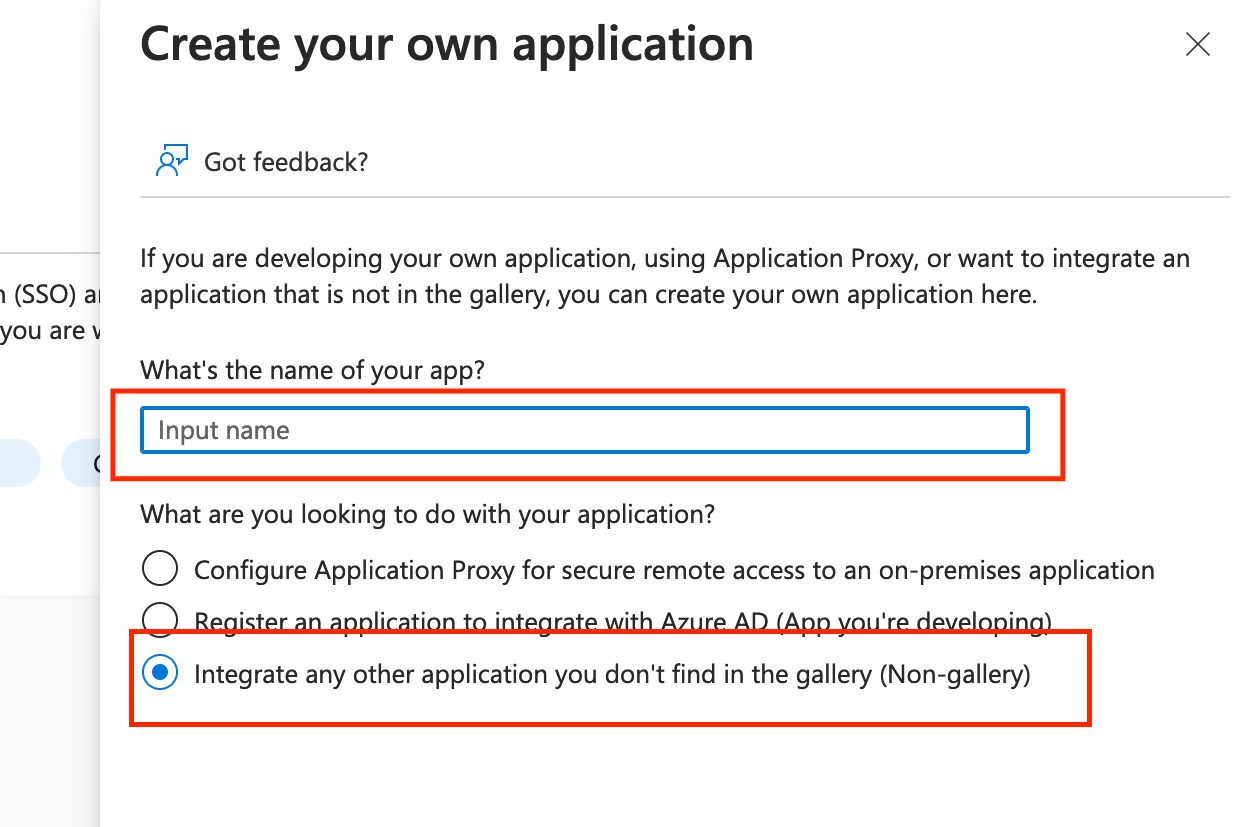 Create your own application
Got feedback?
If you are developing your own application, using Application Proxy, or want to integrate an
application that is not in the gallery, you can create your own application here.
(SSO)
you are
What's the name of your app?
Input name
What are you looking to do with your application?
Configure Application Proxy for secure remote access to an on-premises application
Register an application to integrate with Azure AD (App you're developing)
Integrate any other application you don't find in the gallery (Non-gallery)